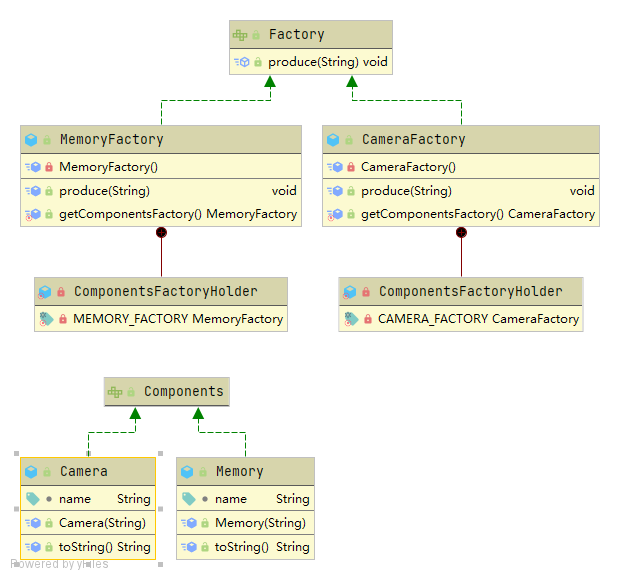 Factory
produce(String) void
MemoryFactory
MemoryFactory()
produce(String) void
getComponentsFactory() MemoryFactory
CameraFactory
CameraFactory()
produce(String) void
getComponentsFactory() CameraFactory
ComponentsFactoryHolder
MEMORY_FACTORY MemoryFactory
ComponentsFactoryHolder
CAMERA_FACTORY CameraFactory
Components
Camera
name String
Camera(String)
toString() String
Memory
name String
Memory(String)
toString() String
Powered by yFiles